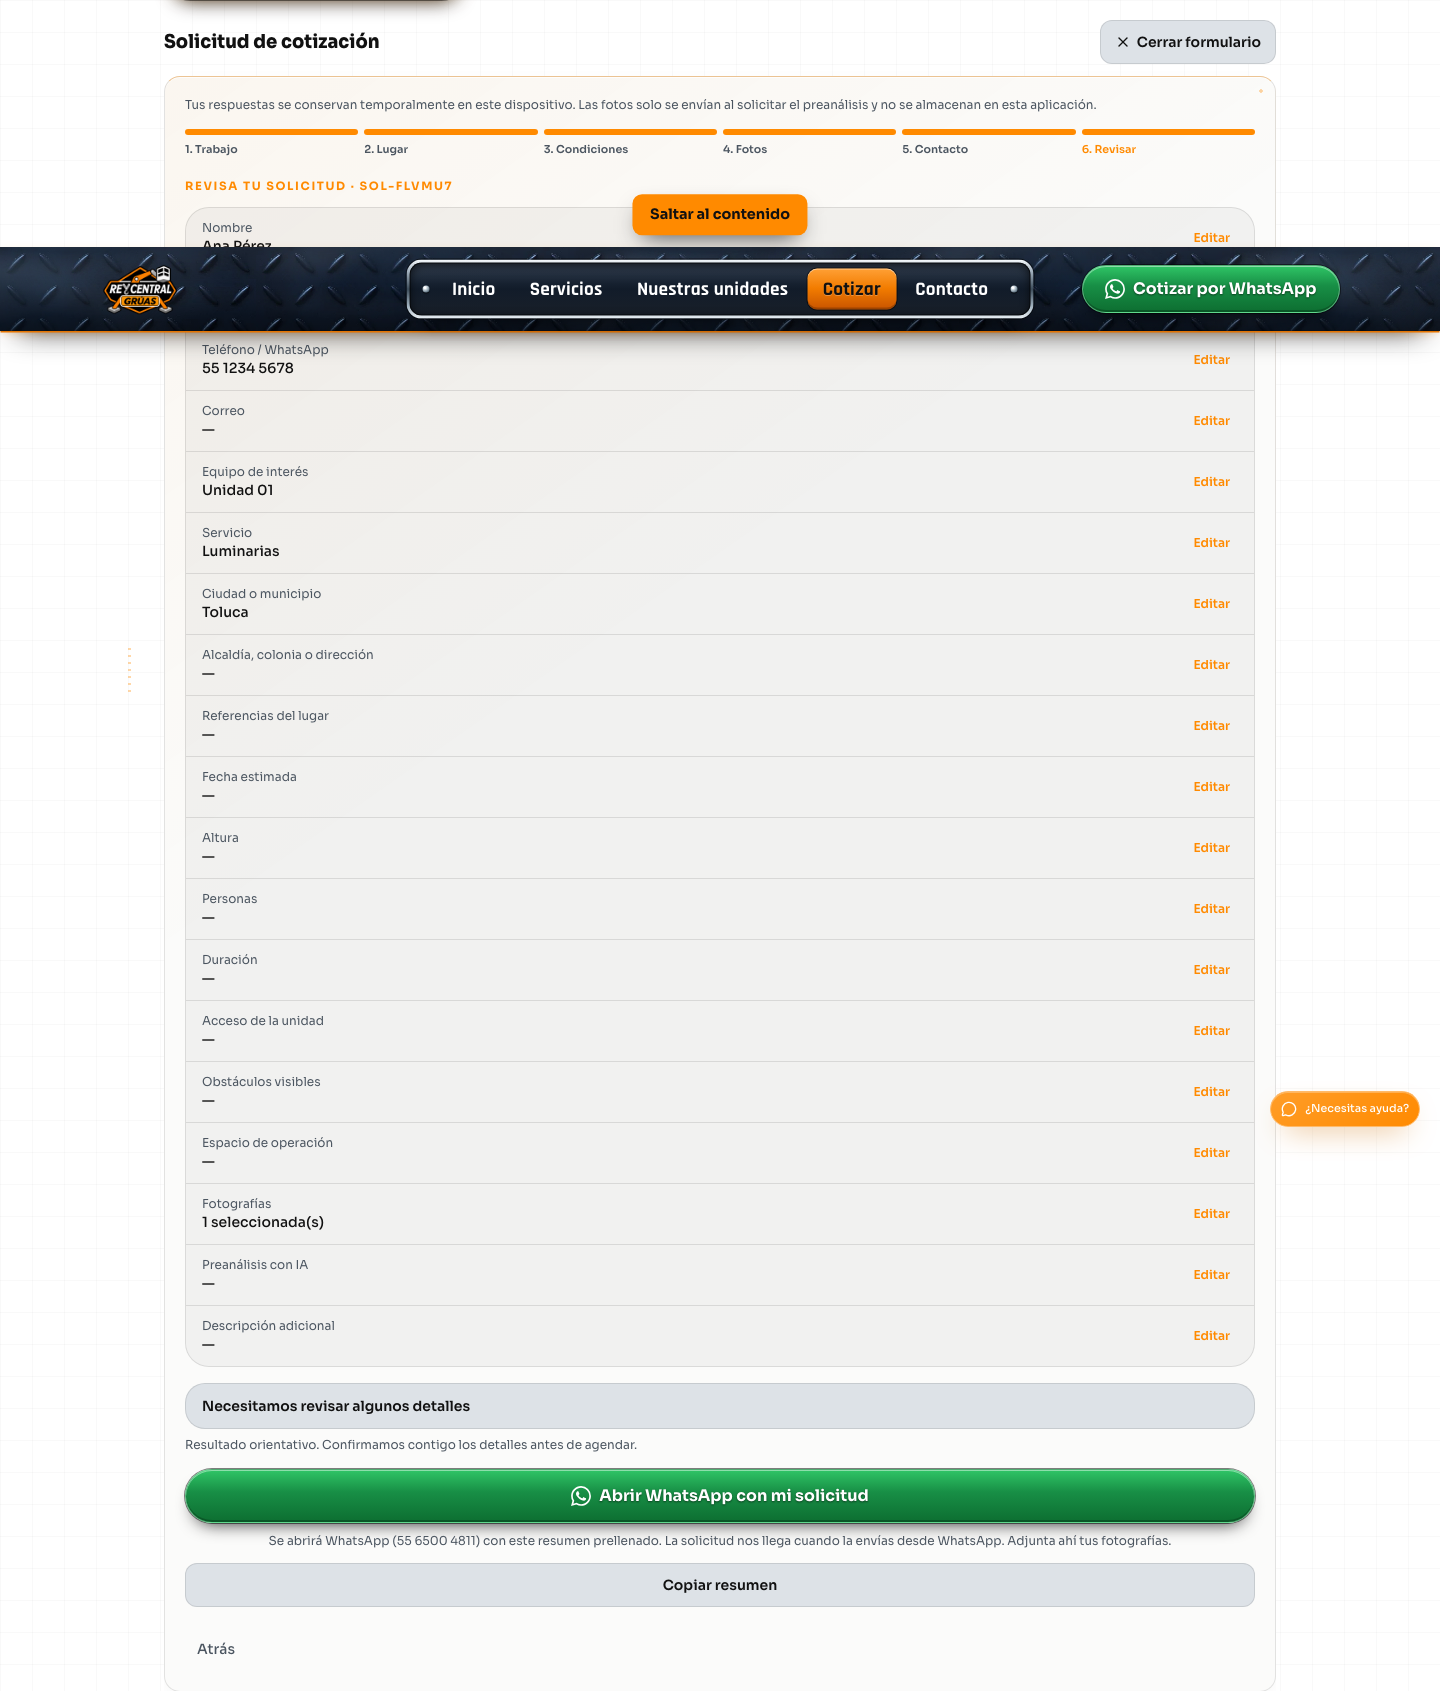 Solicitud de cotización
Cerrar formulario
Tus respuestas se conservan temporalmente en este dispositivo. Las fotos solo se envían al solicitar el preanálisis y no se almacenan en esta aplicación.
1. Trabajo
2. Lugar
3. Condiciones
4. Fotos
5. Contacto
6. Revisar
REVISA TU SOLICITUD · SOL-FLVMU7
Saltar al contenido
Nombre
Ana Pérez
Editar
REY CENTRAL
GRÚAS
Inicio
Servicios
Nuestras unidades
Cotizar
Contacto
Cotizar por WhatsApp
Teléfono / WhatsApp
55 1234 5678
Editar
Correo
—
Editar
Equipo de interés
Unidad 01
Editar
Servicio
Luminarias
Editar
Ciudad o municipio
Toluca
Editar
Alcaldía, colonia o dirección
—
Editar
Referencias del lugar
—
Editar
Fecha estimada
—
Editar
Altura
—
Editar
Personas
—
Editar
Duración
—
Editar
Acceso de la unidad
—
Editar
Obstáculos visibles
—
Editar
¿Necesitas ayuda?
Espacio de operación
—
Editar
Fotografías
1 seleccionada(s)
Editar
Preanálisis con IA
—
Editar
Descripción adicional
—
Editar
Necesitamos revisar algunos detalles
Resultado orientativo. Confirmamos contigo los detalles antes de agendar.
Abrir WhatsApp con mi solicitud
Se abrirá WhatsApp (55 6500 4811) con este resumen prellenado. La solicitud nos llega cuando la envías desde WhatsApp. Adjunta ahí tus fotografías.
Copiar resumen
Atrás